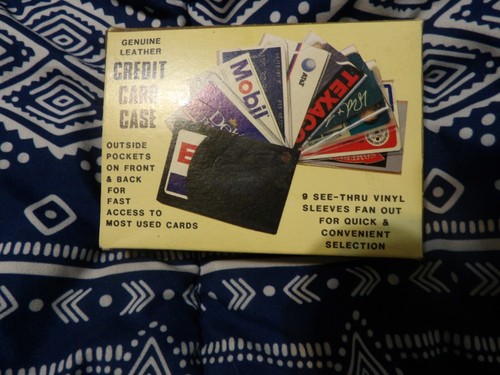 GENUINE
LEATHER
CREDIT
CARD
CASE
OUTSIDE
POCKETS
ON FRONT
& BACK
FOR
FAST
ACCESS TO
MOST USED CARDS
Mobil
AT&T
TEXACO
E
9 SEE-THRU VINYL
SLEEVES FAN OUT
FOR QUICK &
CONVENIENT
SELECTION